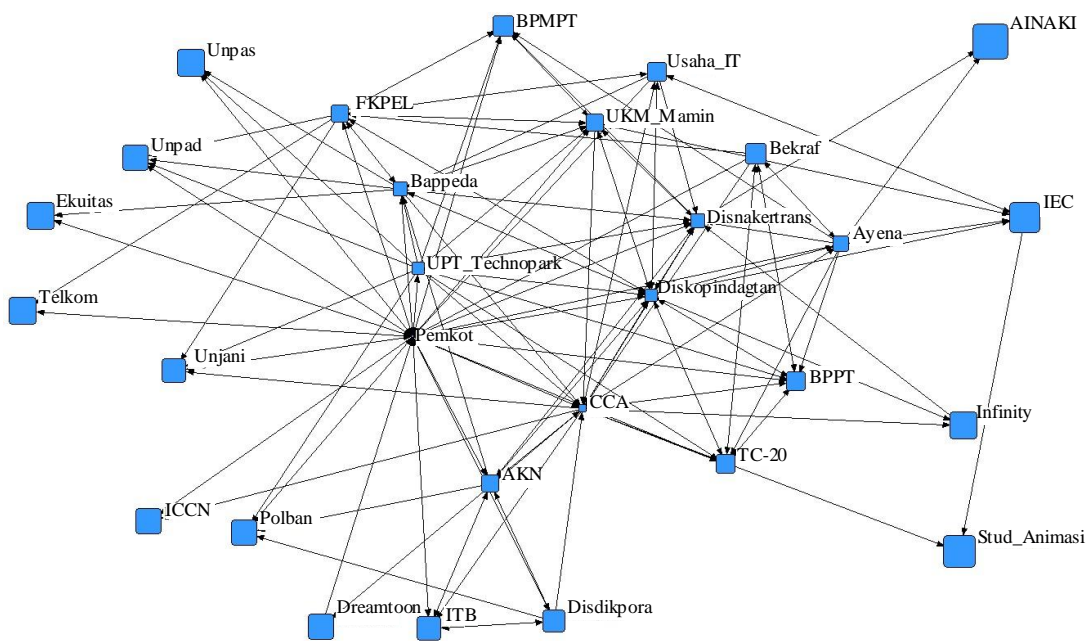 BPMPT
AINAKI
Unpas
Usaha_IT
FKPEL
UKM_Mamin
Unpad
Bekraf
Bappeda
Ekuitas
IEC
Disnakertrans
Ayena
UPT_Technopark
Diskopindagtan
Telkom
Pemkot
Unjani
BPPT
CCA
Infinity
TC-20
AKN
ICCN
Polban
Stud_Animasi
Dreamtoon
ITB
Disdikpora